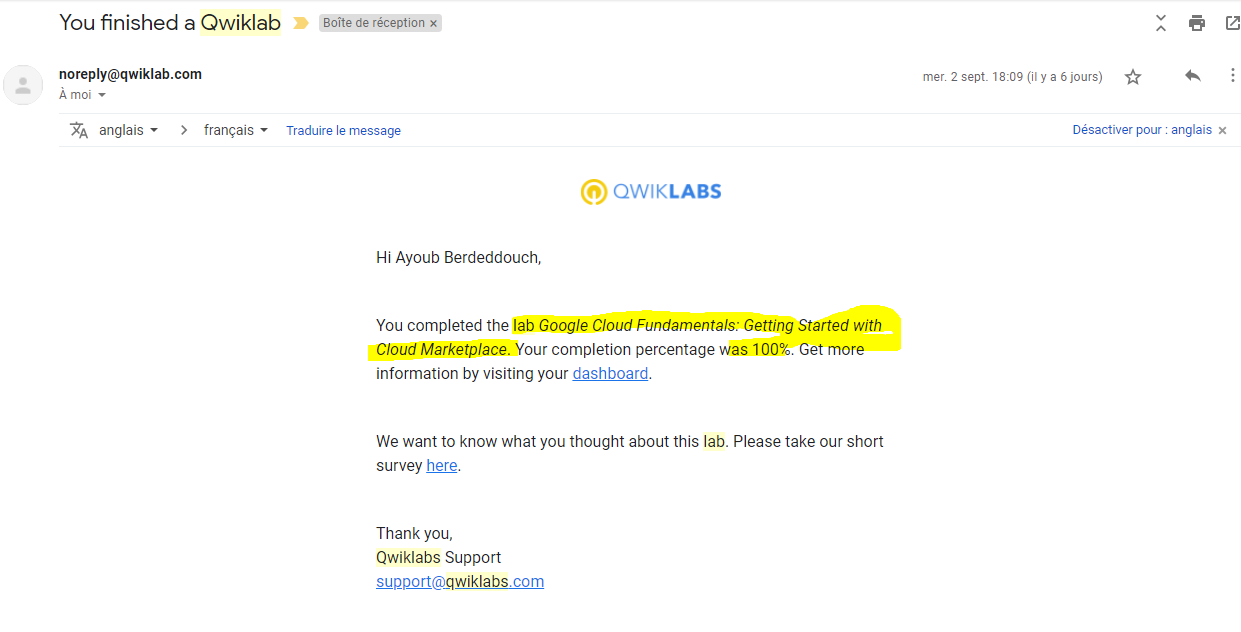 You finished a Qwiklab Boîte de réception ×
noreply@qwiklab.com
mer. 2 sept. 18:09 (il y a 6 jours)
À moi
anglais > français Traduire le message Désactiver pour : anglais ×
QWIKLABS
Hi Ayoub Berdeddouch,
You completed the lab Google Cloud Fundamentals: Getting Started with
Cloud Marketplace. Your completion percentage was 100%. Get more
information by visiting your dashboard.
We want to know what you thought about this lab. Please take our short
survey here.
Thank you,
Qwiklabs Support
support@qwiklabs.com